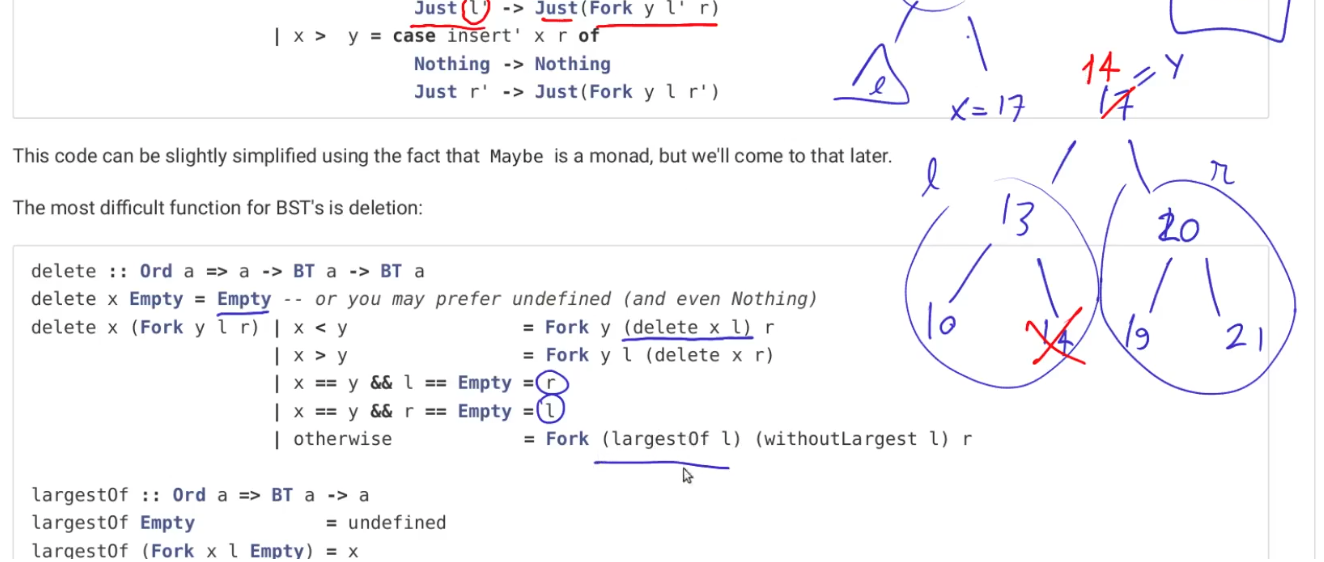 Just l' -> Just(Fork y l' r)
| x > y = case insert' x r of
Nothing -> Nothing
Just r' -> Just(Fork y l r')
This code can be slightly simplified using the fact that Maybe is a monad, but we'll come to that later.
The most difficult function for BST's is deletion:
delete :: Ord a => a -> BT a -> BT a
delete x Empty = Empty -- or you may prefer undefined (and even Nothing)
delete x (Fork y l r) | x < y = Fork y (delete x l) r
| x > y = Fork y l (delete x r)
| x == y && l == Empty = r
| x == y && r == Empty = l
| otherwise = Fork (largestOf l) (withoutLargest l) r
largestOf :: Ord a => BT a -> a
largestOf Empty = undefined
largestOf (Fork x l Empty) = x
l
x = 17
14 = y
17
l
r
13
20
10
14
19
21